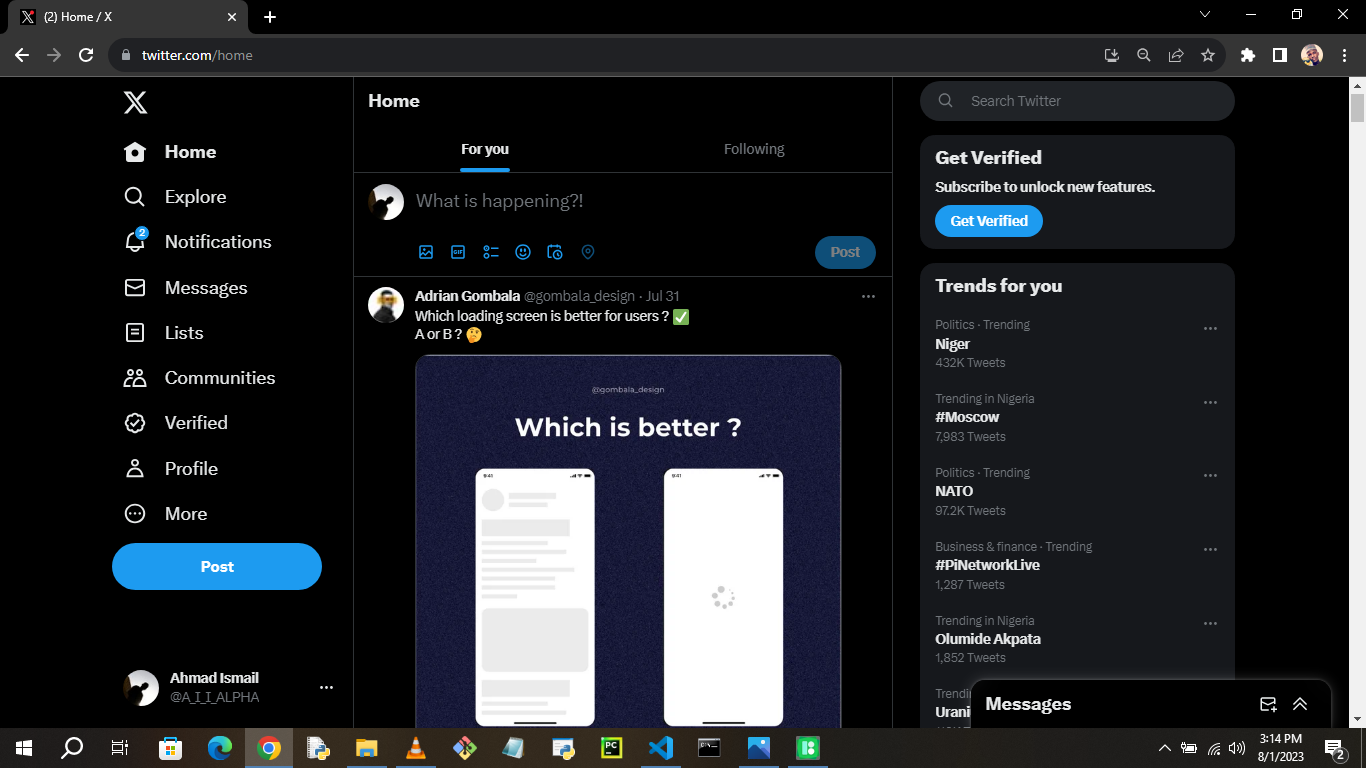 (2) Home / X
twitter.com/home
Home
Explore
2
Notifications
Messages
Lists
Communities
Verified
Profile
More
Post
Ahmad Ismail
@A_I_I_ALPHA
Home
For you
Following
What is happening?!
GIF
Post
Adrian Gombala @gombala_design · Jul 31
Which loading screen is better for users ? ✅
A or B ? 🤔
@gombala_design
Which is better ?
9:41
9:41
Search Twitter
Get Verified
Subscribe to unlock new features.
Get Verified
Trends for you
Politics · Trending
Niger
432K Tweets
Trending in Nigeria
#Moscow
7,983 Tweets
Politics · Trending
NATO
97.2K Tweets
Business & finance · Trending
#PiNetworkLive
1,287 Tweets
Trending in Nigeria
Olumide Akpata
1,852 Tweets
Messages
PC
3:14 PM
8/1/2023
2